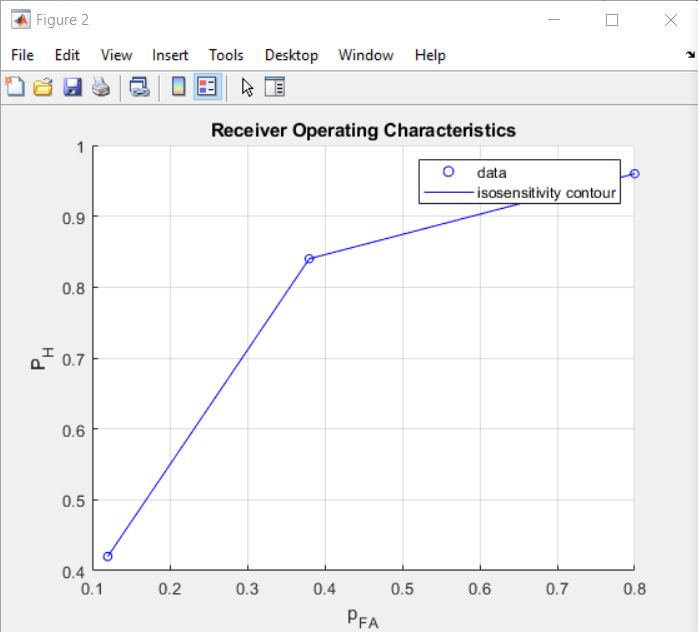 Figure 2
File Edit View Insert Tools Desktop Window Help
Receiver Operating Characteristics
data
isosensitivity contour
1
0.9
0.8
0.7
0.6
0.5
0.4
P_H
0.1 0.2 0.3 0.4 0.5 0.6 0.7 0.8
p_FA